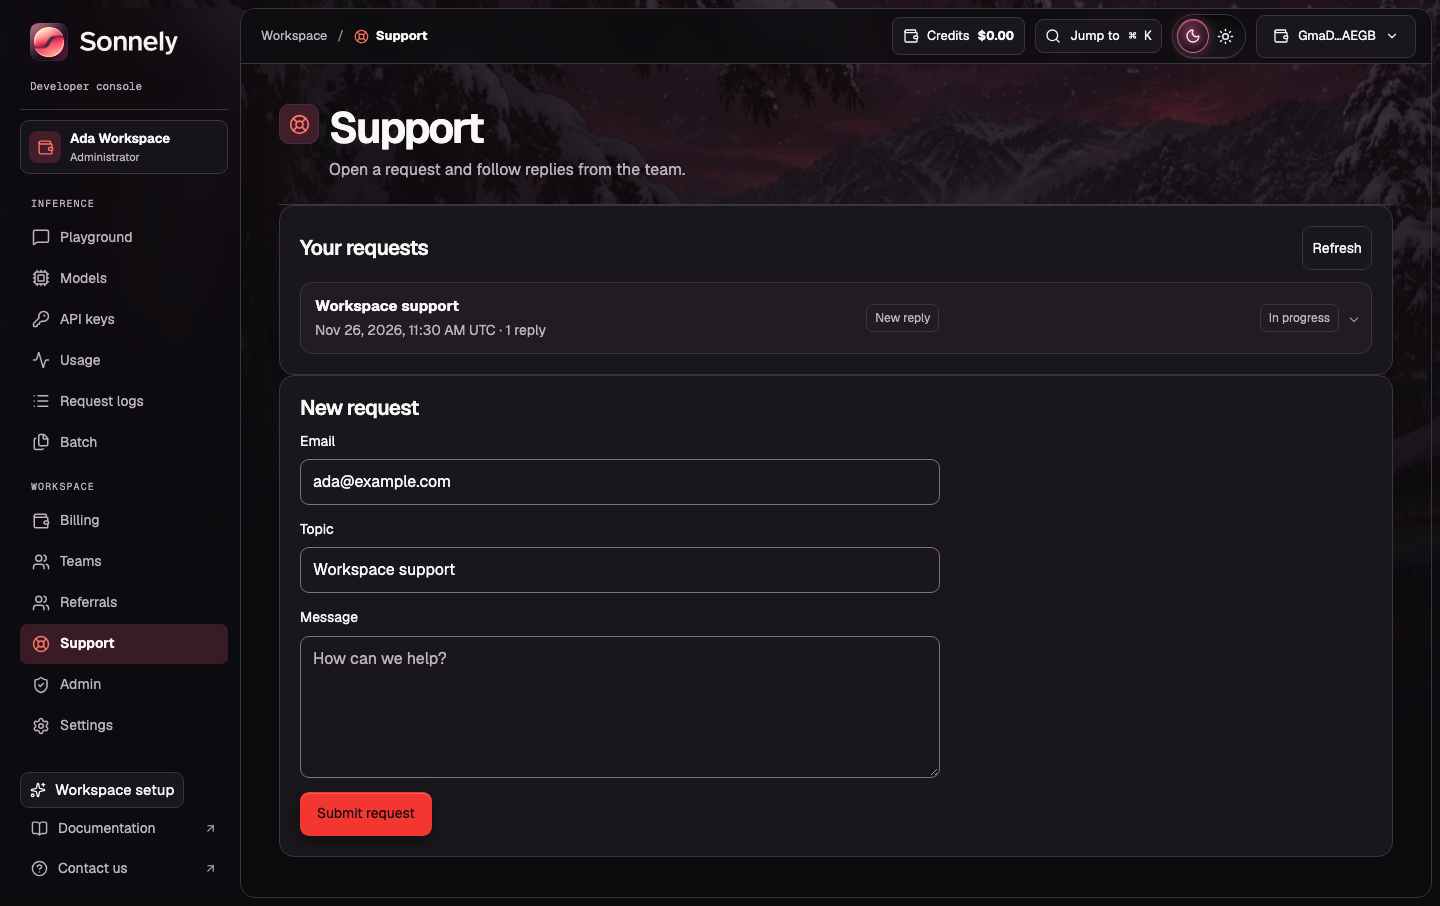 Sonnely
Developer console
Ada Workspace
Administrator
INFERENCE
Playground
Models
API keys
Usage
Request logs
Batch
WORKSPACE
Billing
Teams
Referrals
Support
Admin
Settings
Workspace setup
Documentation
Contact us
Workspace / Support
Credits $0.00
Jump to ⌘ K
GmaD...AEGB
Support
Open a request and follow replies from the team.
Your requests
Refresh
Workspace support
Nov 26, 2026, 11:30 AM UTC · 1 reply
New reply
In progress
New request
Email
ada@example.com
Topic
Workspace support
Message
How can we help?
Submit request